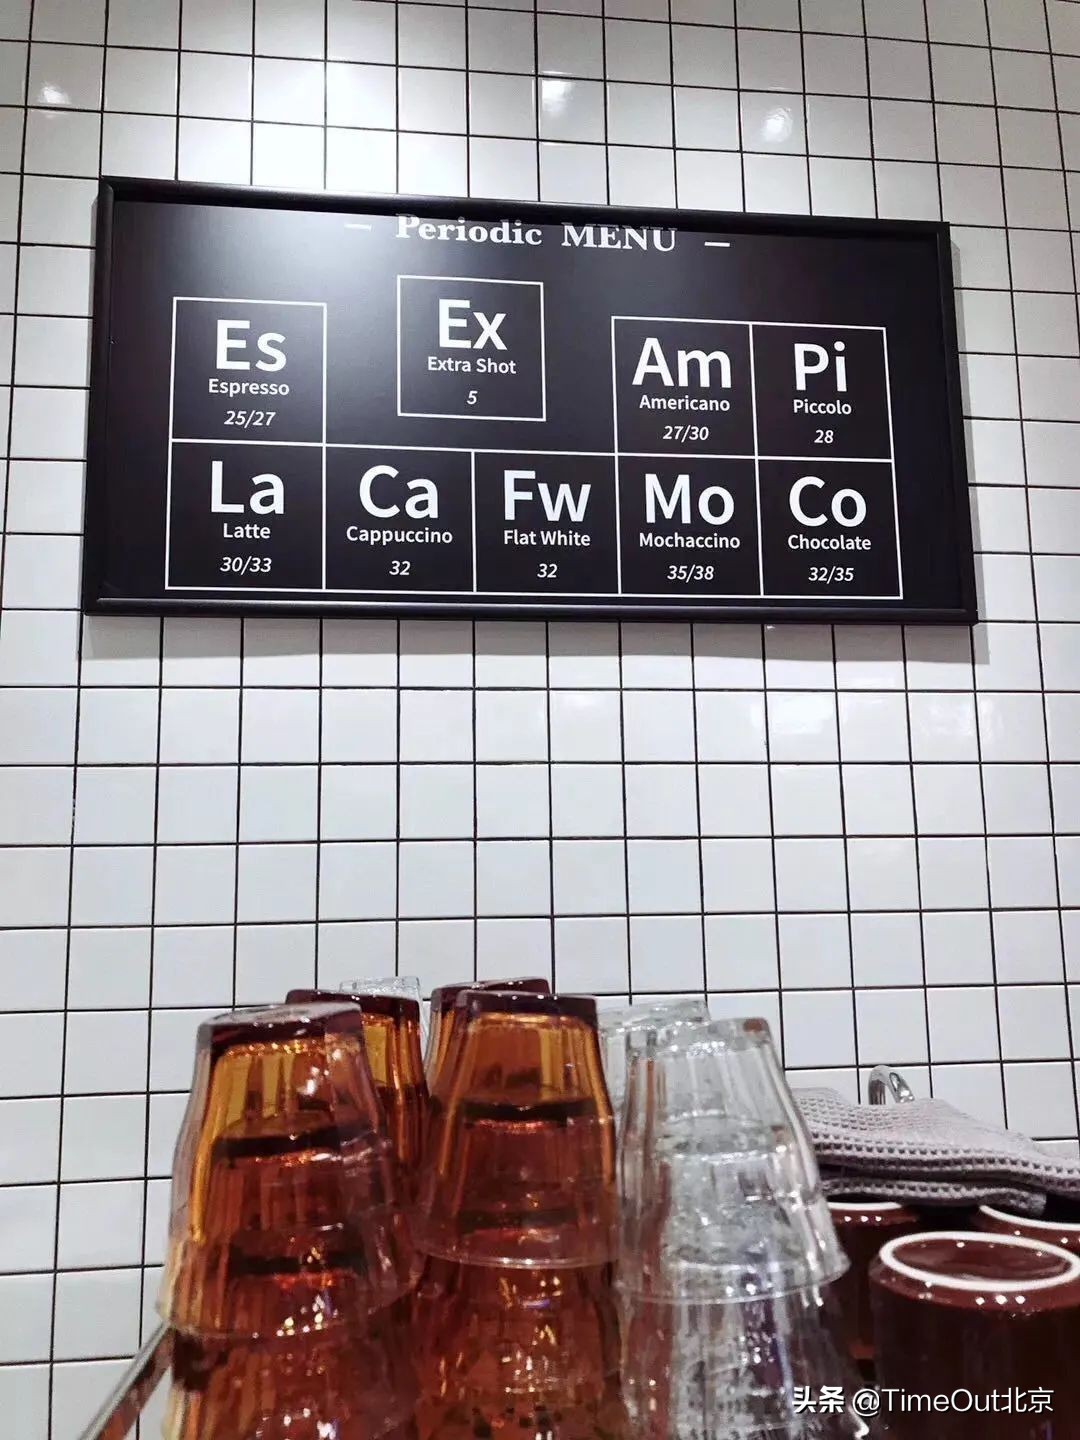 — Periodic MENU —
Es
Espresso
25/27
Ex
Extra Shot
5
Am
Americano
27/30
Pi
Piccolo
28
La
Latte
30/33
Ca
Cappuccino
32
Fw
Flat White
32
Mo
Mochaccino
35/38
Co
Chocolate
32/35
头条 @TimeOut北京